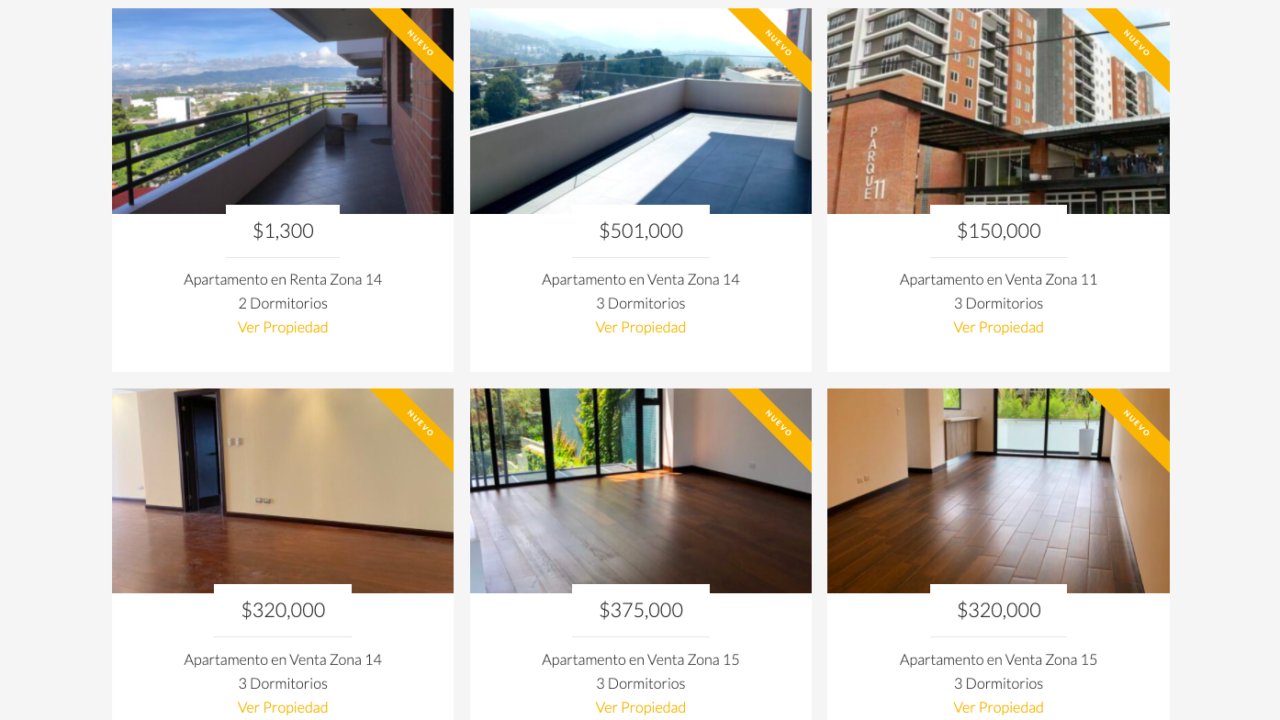 NUEVO
NUEVO
NUEVO
PARQUE 11
$1,300
Apartamento en Renta Zona 14
2 Dormitorios
Ver Propiedad
$501,000
Apartamento en Venta Zona 14
3 Dormitorios
Ver Propiedad
$150,000
Apartamento en Venta Zona 11
3 Dormitorios
Ver Propiedad
NUEVO
NUEVO
NUEVO
$320,000
Apartamento en Venta Zona 14
3 Dormitorios
Ver Propiedad
$375,000
Apartamento en Venta Zona 15
3 Dormitorios
Ver Propiedad
$320,000
Apartamento en Venta Zona 15
3 Dormitorios
Ver Propiedad